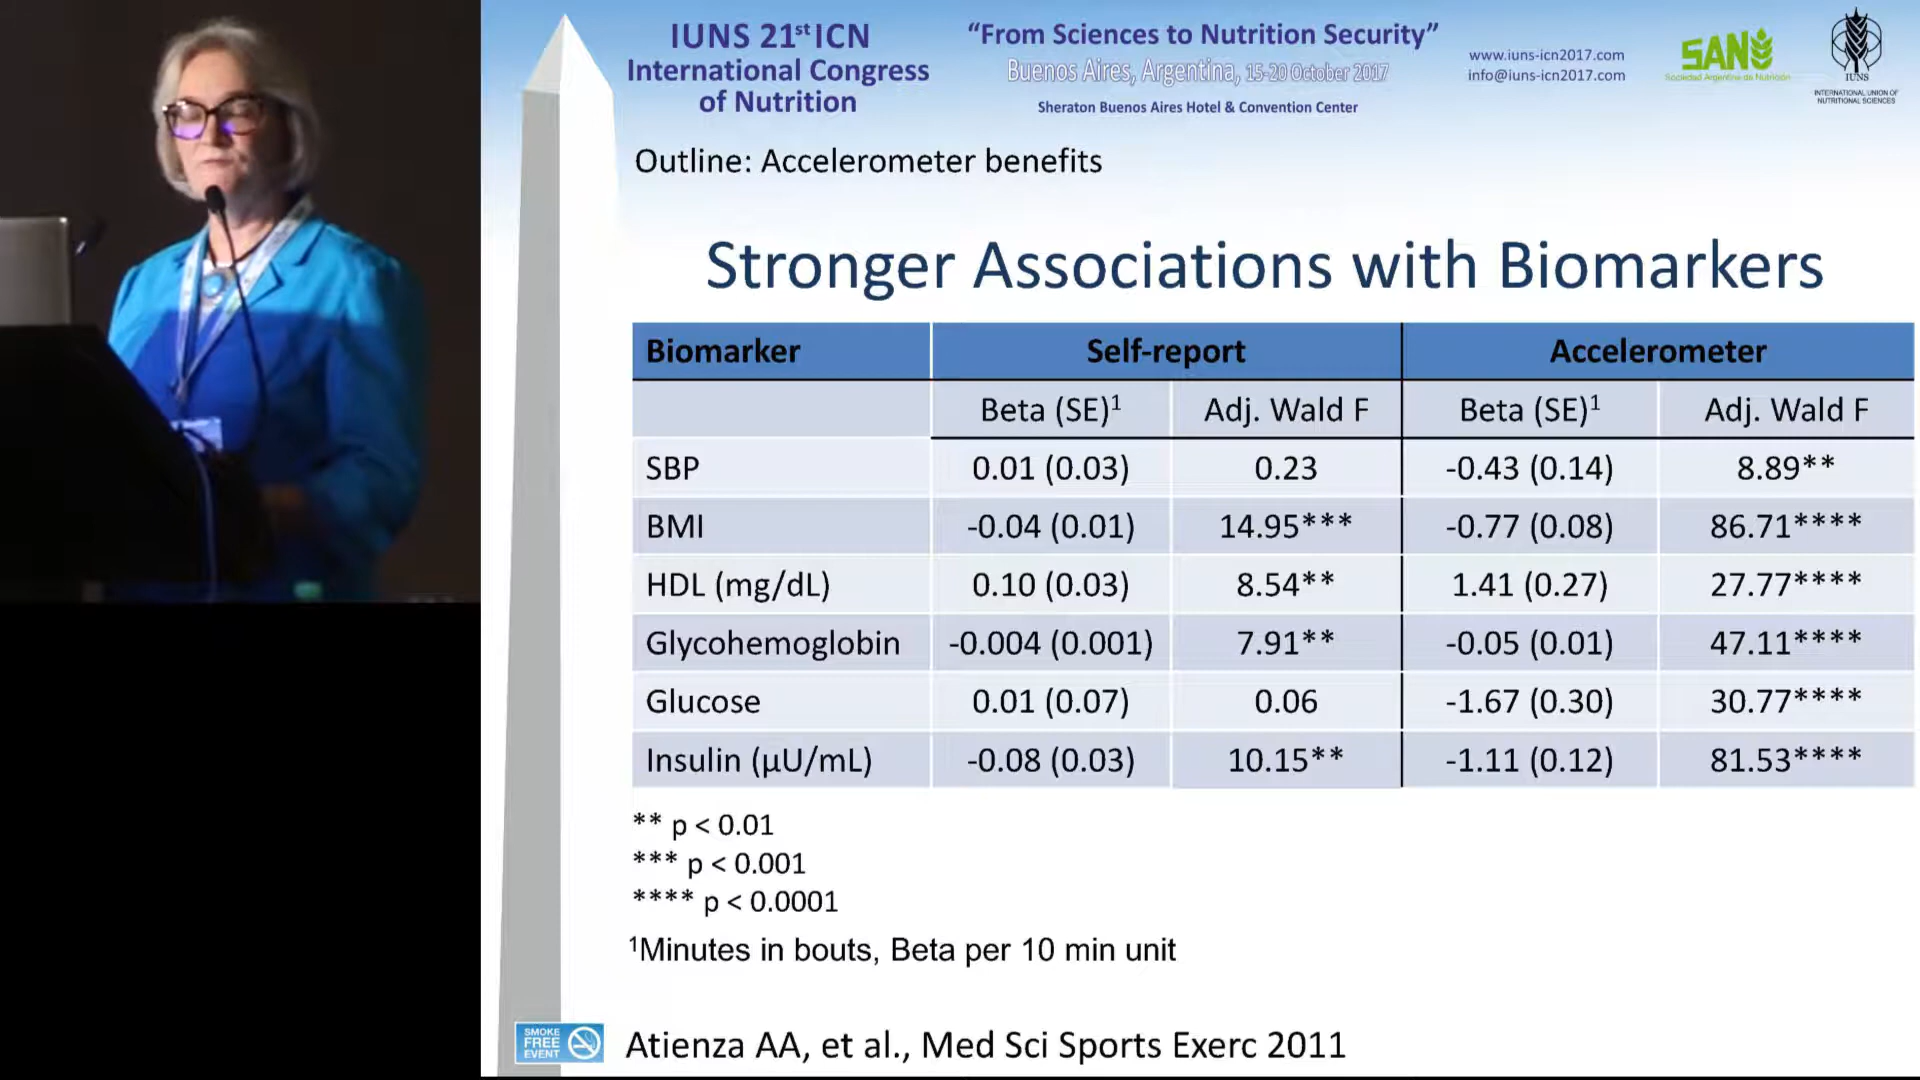 IUNS 21st ICN
International Congress
of Nutrition
“From Sciences to Nutrition Security”
Buenos Aires, Argentina, 15-20 October 2017
Sheraton Buenos Aires Hotel & Convention Center
www.iuns-icn2017.com
info@iuns-icn2017.com
SAN
Sociedad Argentina de Nutrición
IUNS
INTERNATIONAL UNION OF
NUTRITIONAL SCIENCES
Outline: Accelerometer benefits
Stronger Associations with Biomarkers
Biomarker Self-report Accelerometer
Beta (SE)¹ Adj. Wald F Beta (SE)¹ Adj. Wald F
SBP 0.01 (0.03) 0.23 -0.43 (0.14) 8.89**
BMI -0.04 (0.01) 14.95*** -0.77 (0.08) 86.71****
HDL (mg/dL) 0.10 (0.03) 8.54** 1.41 (0.27) 27.77****
Glycohemoglobin -0.004 (0.001) 7.91** -0.05 (0.01) 47.11****
Glucose 0.01 (0.07) 0.06 -1.67 (0.30) 30.77****
Insulin (µU/mL) -0.08 (0.03) 10.15** -1.11 (0.12) 81.53****
** p < 0.01
*** p < 0.001
**** p < 0.0001
¹Minutes in bouts, Beta per 10 min unit
SMOKE
FREE
EVENT
Atienza AA, et al., Med Sci Sports Exerc 2011